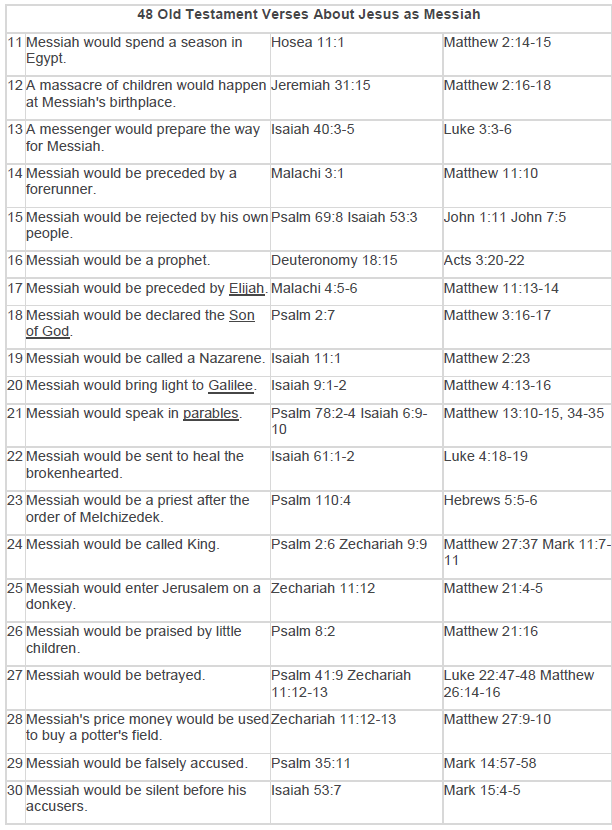 48 Old Testament Verses About Jesus as Messiah
11 Messiah would spend a season in Egypt. Hosea 11:1 Matthew 2:14-15
12 A massacre of children would happen at Messiah's birthplace. Jeremiah 31:15 Matthew 2:16-18
13 A messenger would prepare the way for Messiah. Isaiah 40:3-5 Luke 3:3-6
14 Messiah would be preceded by a forerunner. Malachi 3:1 Matthew 11:10
15 Messiah would be rejected by his own people. Psalm 69:8 Isaiah 53:3 John 1:11 John 7:5
16 Messiah would be a prophet. Deuteronomy 18:15 Acts 3:20-22
17 Messiah would be preceded by Elijah. Malachi 4:5-6 Matthew 11:13-14
18 Messiah would be declared the Son of God. Psalm 2:7 Matthew 3:16-17
19 Messiah would be called a Nazarene. Isaiah 11:1 Matthew 2:23
20 Messiah would bring light to Galilee. Isaiah 9:1-2 Matthew 4:13-16
21 Messiah would speak in parables. Psalm 78:2-4 Isaiah 6:9-10 Matthew 13:10-15, 34-35
22 Messiah would be sent to heal the brokenhearted. Isaiah 61:1-2 Luke 4:18-19
23 Messiah would be a priest after the order of Melchizedek. Psalm 110:4 Hebrews 5:5-6
24 Messiah would be called King. Psalm 2:6 Zechariah 9:9 Matthew 27:37 Mark 11:7-11
25 Messiah would enter Jerusalem on a donkey. Zechariah 11:12 Matthew 21:4-5
26 Messiah would be praised by little children. Psalm 8:2 Matthew 21:16
27 Messiah would be betrayed. Psalm 41:9 Zechariah 11:12-13 Luke 22:47-48 Matthew 26:14-16
28 Messiah's price money would be used to buy a potter's field. Zechariah 11:12-13 Matthew 27:9-10
29 Messiah would be falsely accused. Psalm 35:11 Mark 14:57-58
30 Messiah would be silent before his accusers. Isaiah 53:7 Mark 15:4-5